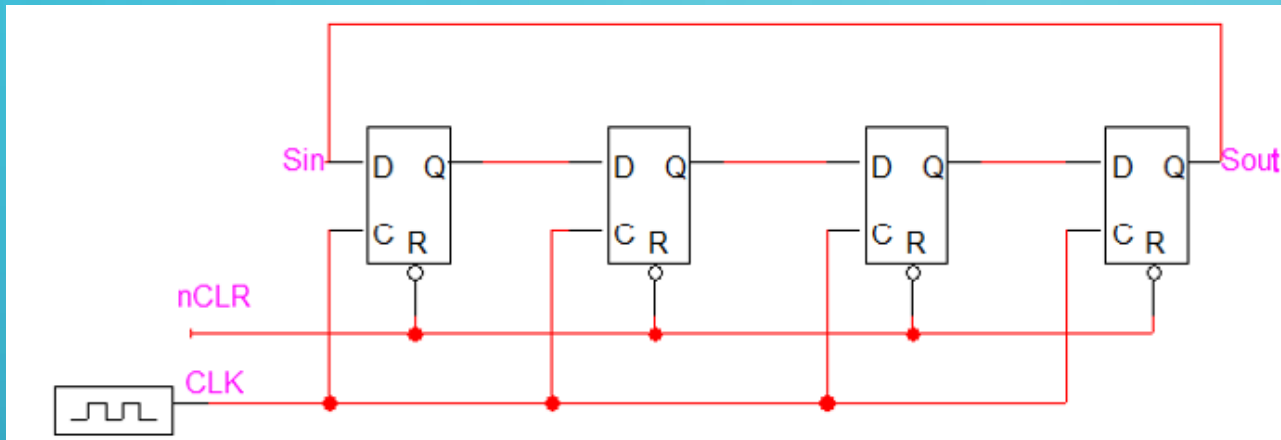 Sin D Q D Q D Q D Q Sout
C R C R C R C R
nCLR
CLK